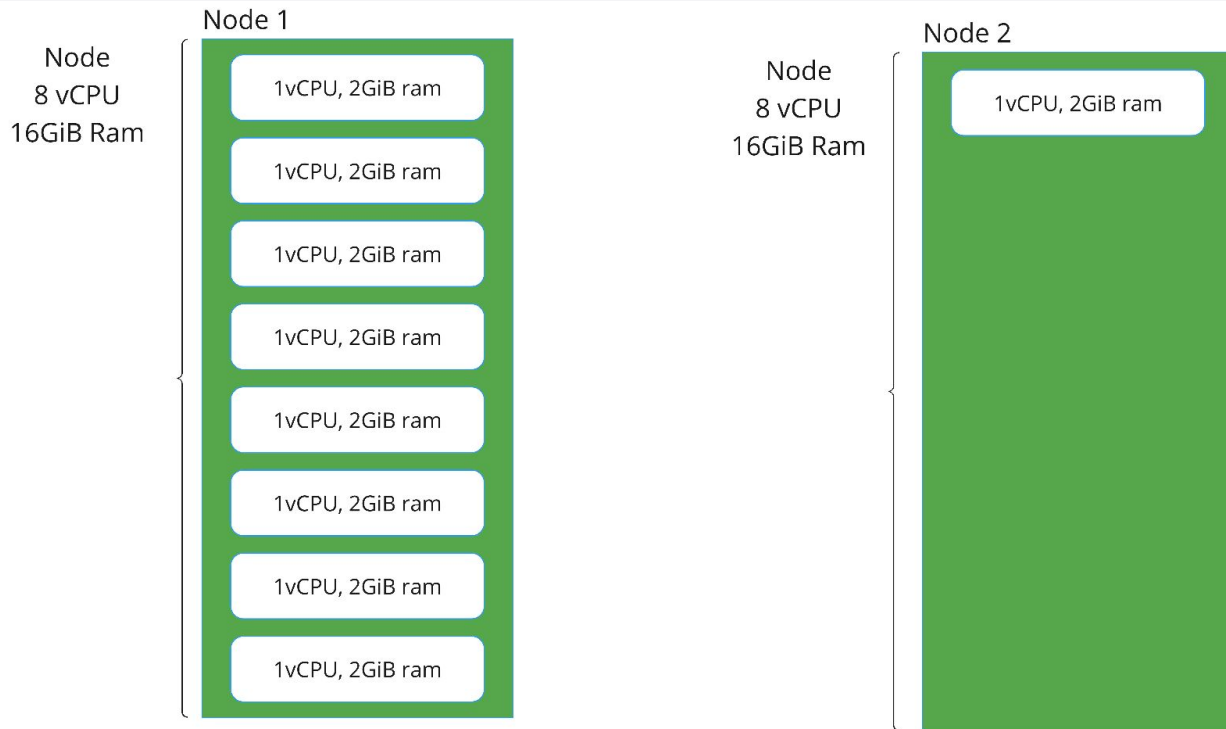 Node 1
Node
8 vCPU
16GiB Ram
1vCPU, 2GiB ram
1vCPU, 2GiB ram
1vCPU, 2GiB ram
1vCPU, 2GiB ram
1vCPU, 2GiB ram
1vCPU, 2GiB ram
1vCPU, 2GiB ram
1vCPU, 2GiB ram
Node 2
Node
8 vCPU
16GiB Ram
1vCPU, 2GiB ram